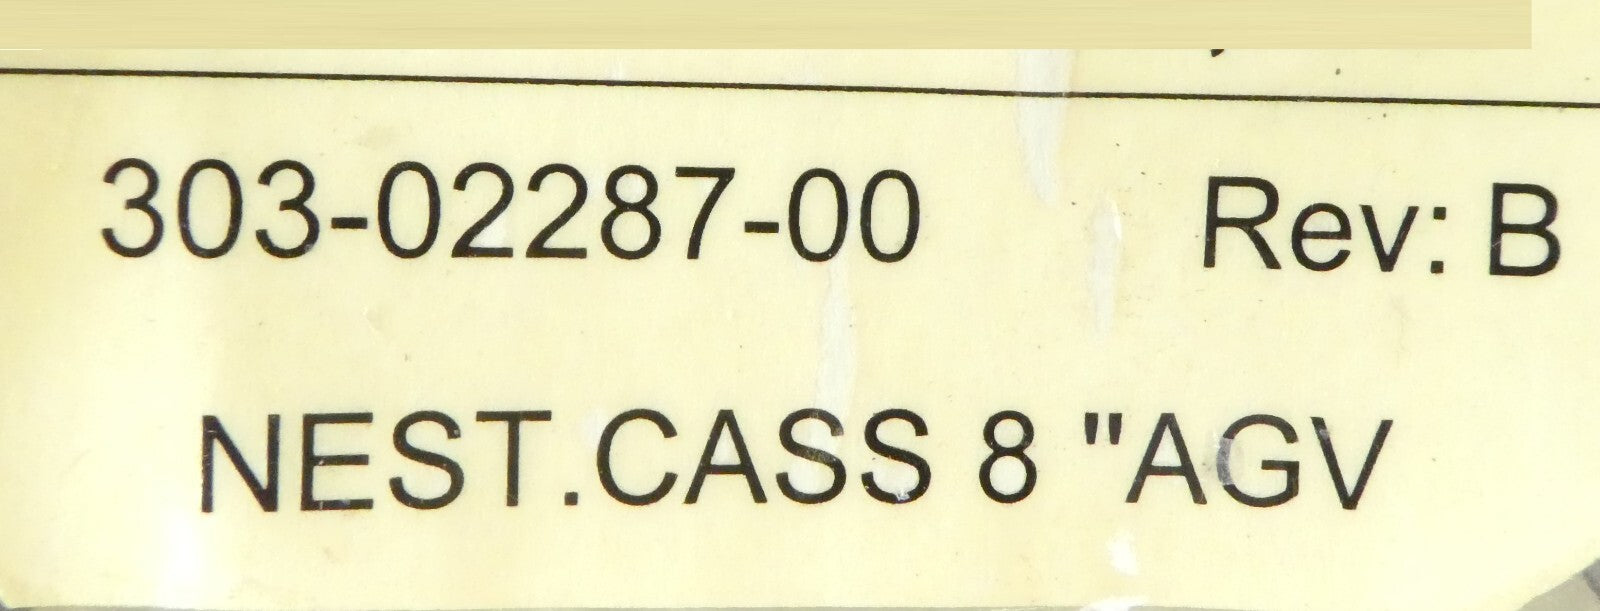 303-02287-00 Rev: B
NEST.CASS 8 "AGV